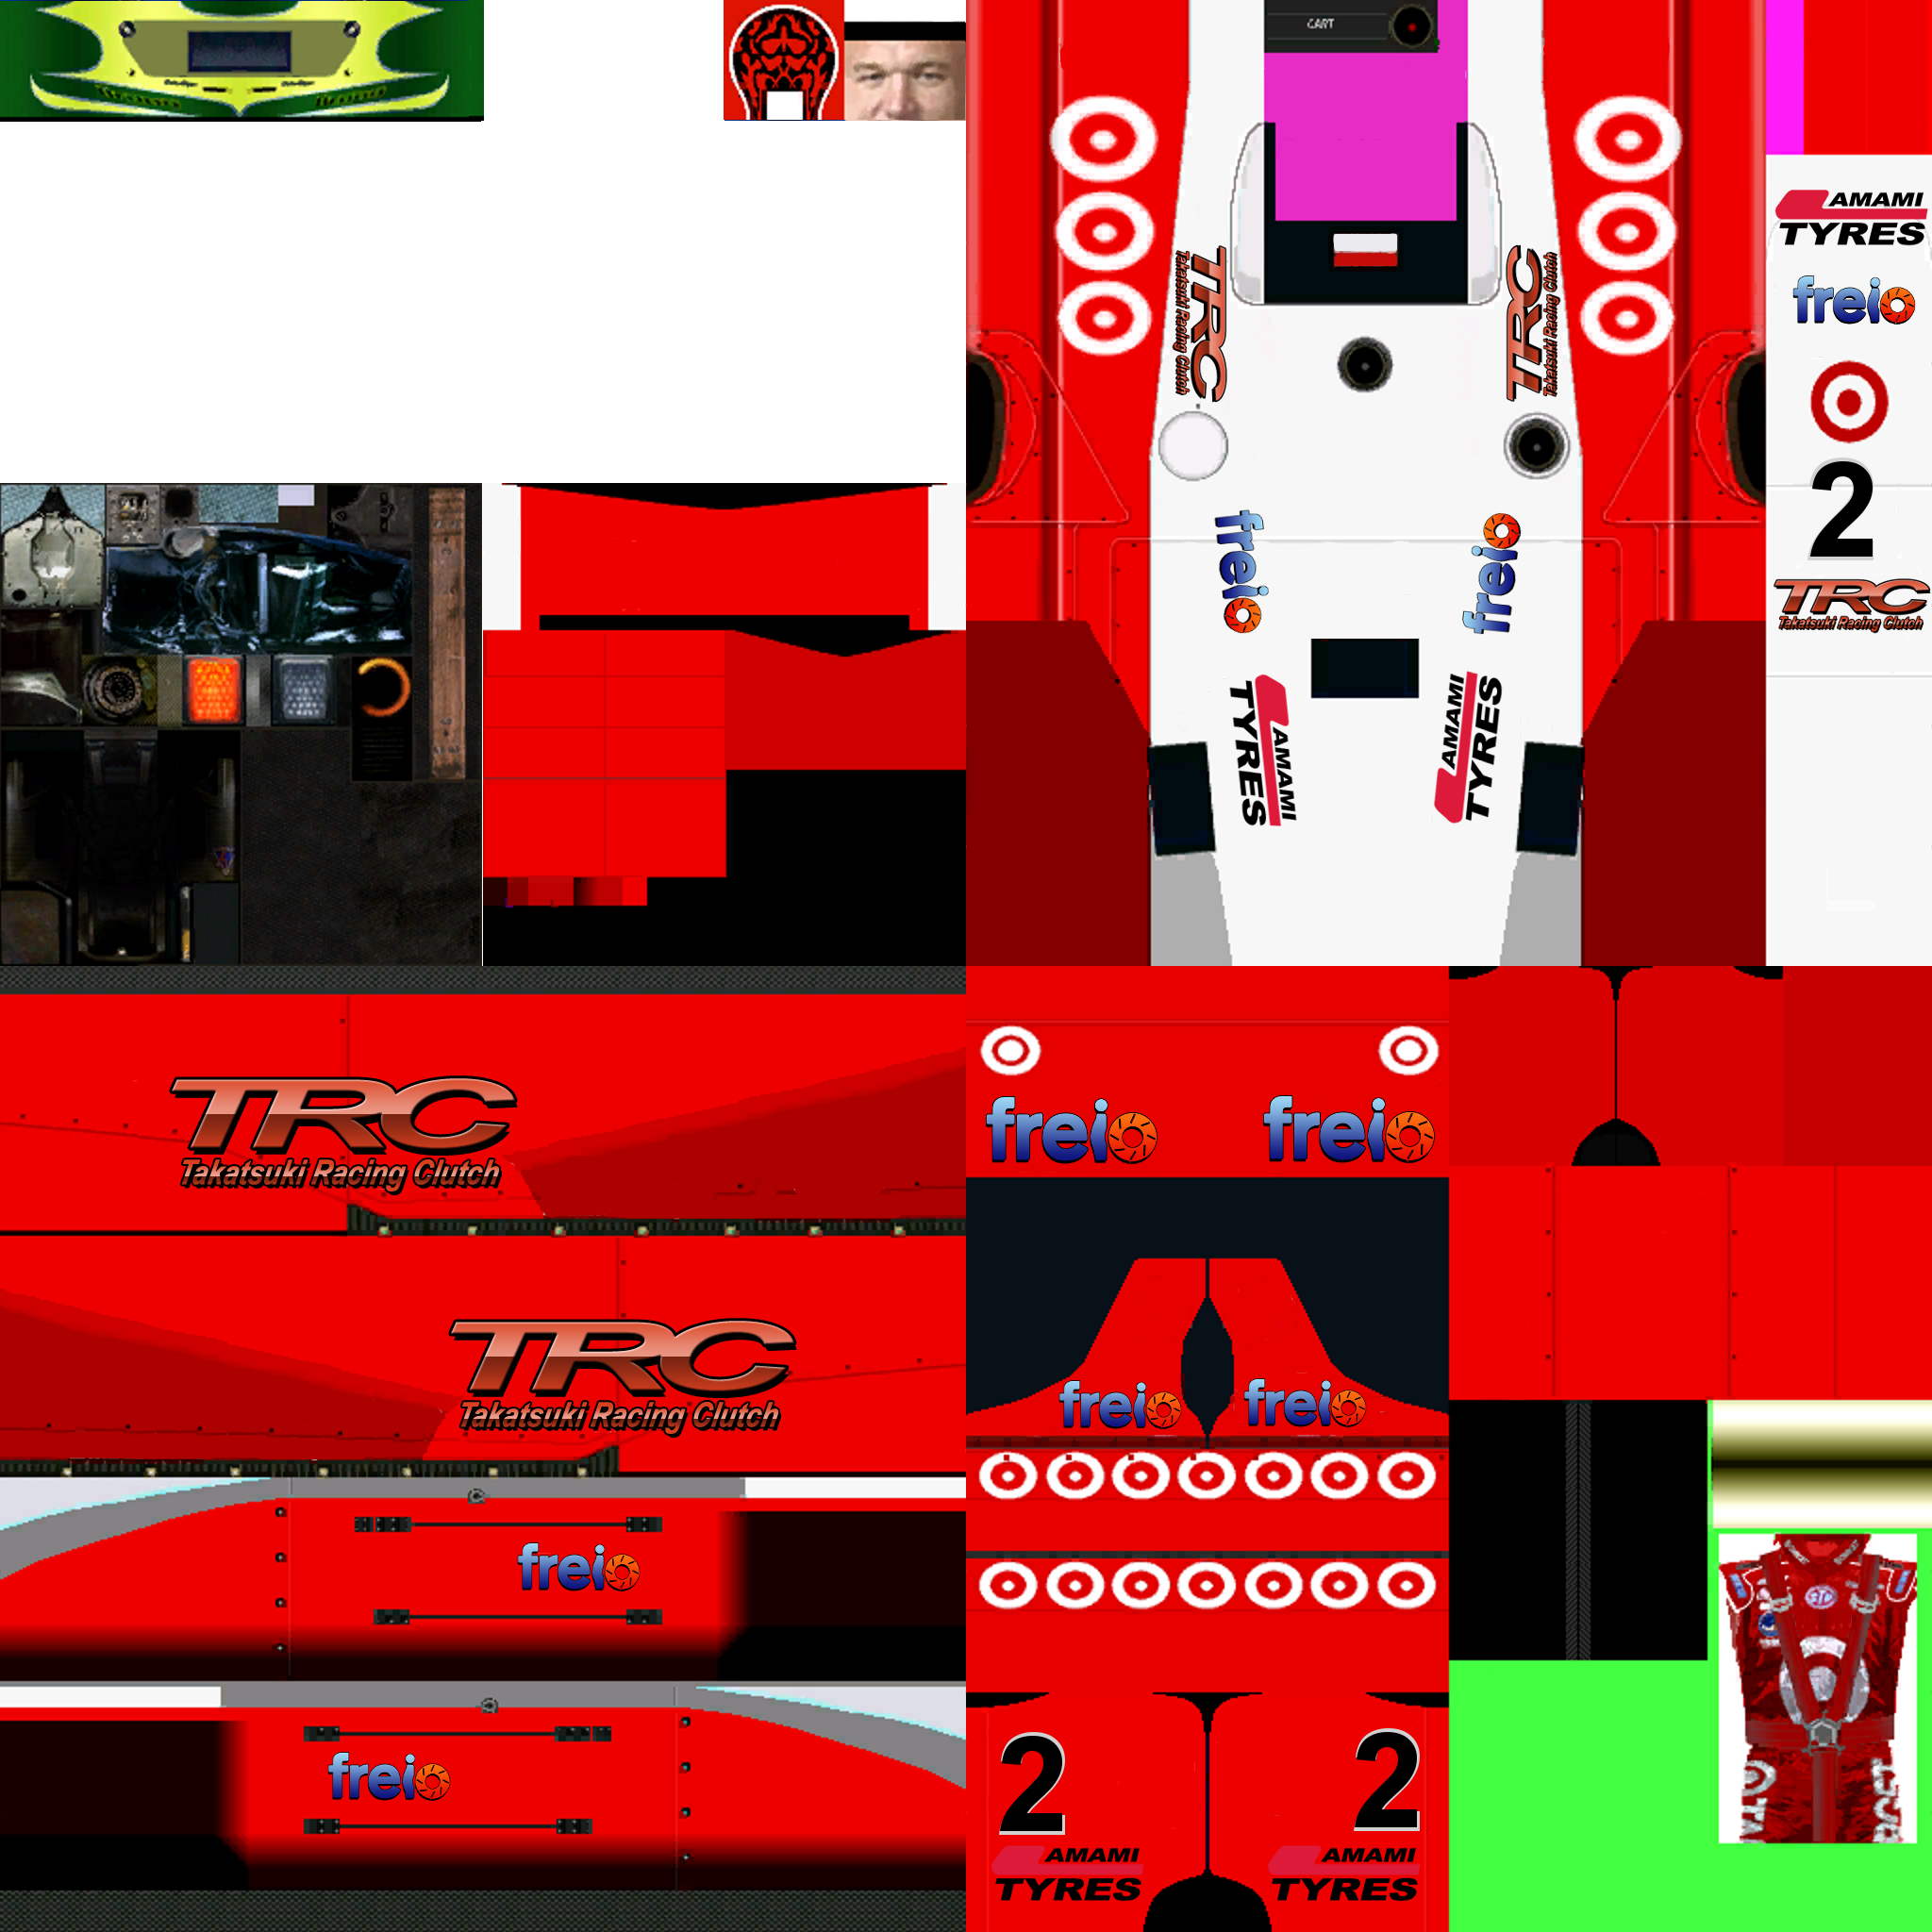 CART
AMAMI
TYRES
freio
2
TRC
Takatsuki Racing Clutch
TRC
Takatsuki Racing Clutch
TRC
Takatsuki Racing Clutch
freio
freio
AMAMI
TYRES
AMAMI
TYRES
TRC
Takatsuki Racing Clutch
TRC
Takatsuki Racing Clutch
freio
freio
freio
freio
freio
freio
STP
2
2
AMAMI
TYRES
AMAMI
TYRES